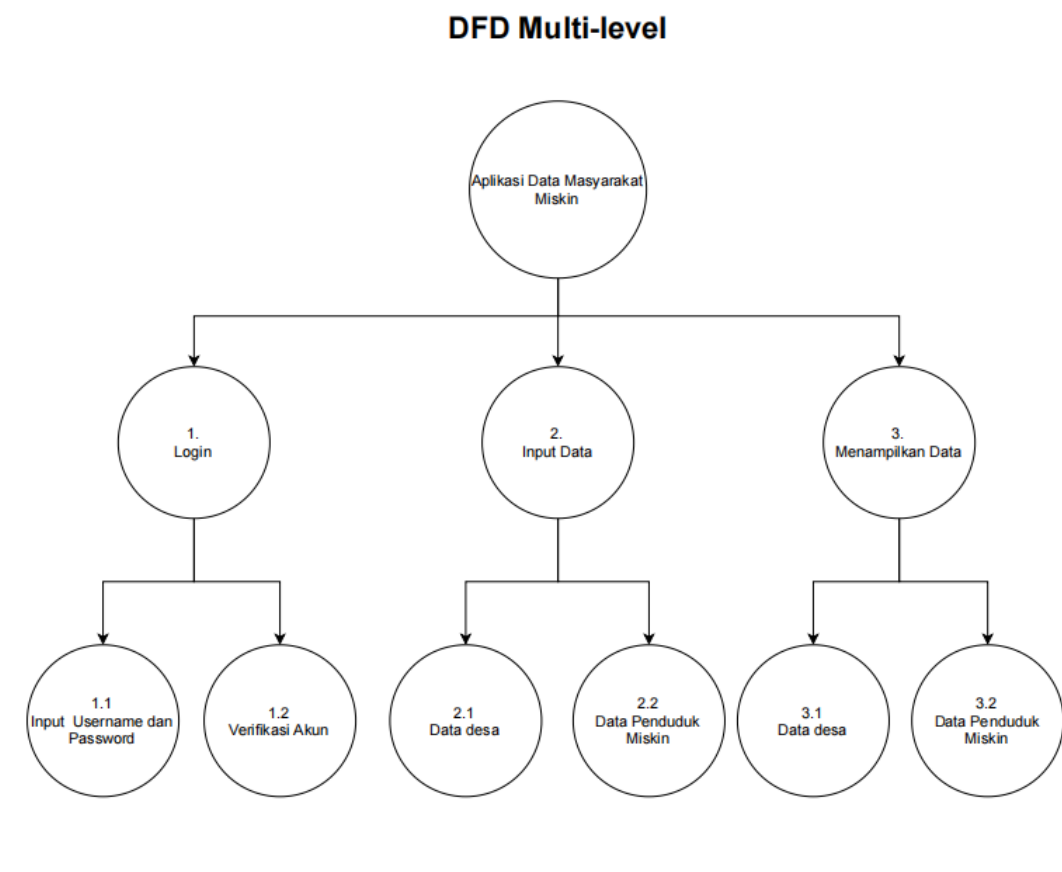 DFD Multi-level
Aplikasi Data Masyarakat
Miskin
1.
Login
2.
Input Data
3.
Menampilkan Data
1.1
Input Username dan
Password
1.2
Verifikasi Akun
2.1
Data desa
2.2
Data Penduduk
Miskin
3.1
Data desa
3.2
Data Penduduk
Miskin